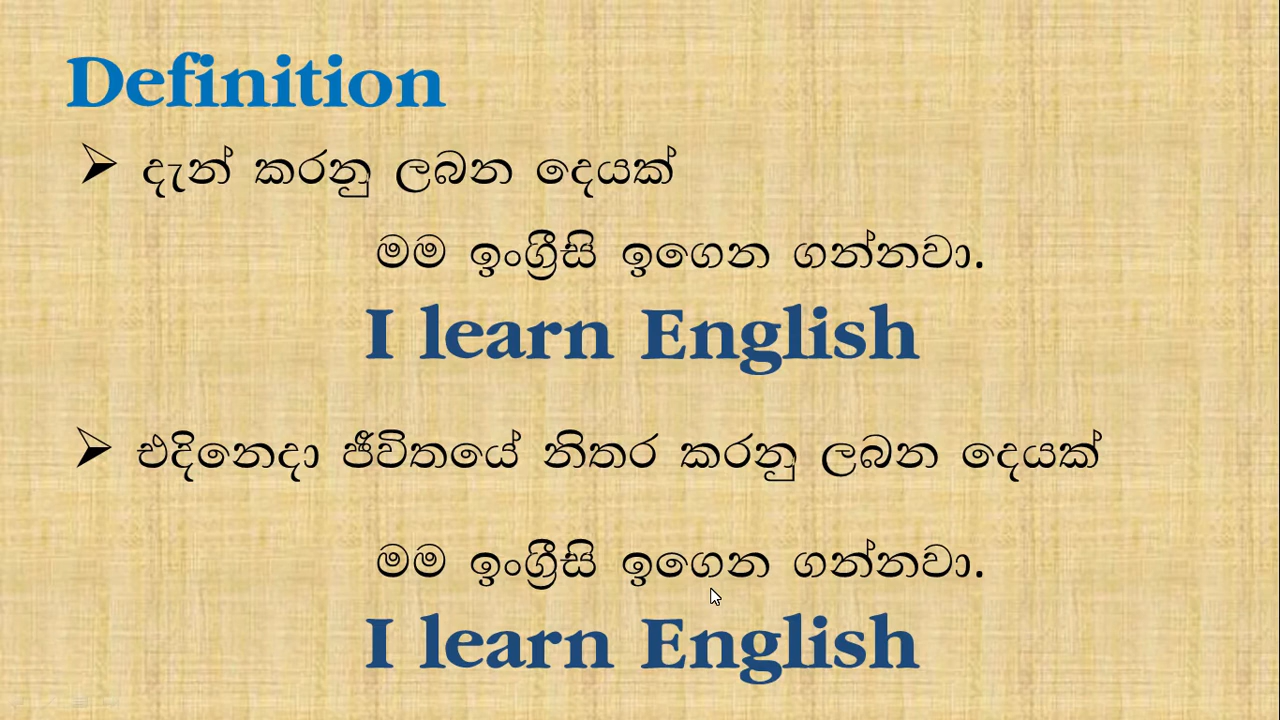 Definition
දැන් කරනු ලබන දෙයක්
මම ඉංග්‍රීසි ඉගෙන ගන්නවා.
I learn English
එදිනෙදා ජීවිතයේ නිතර කරනු ලබන දෙයක්
මම ඉංග්‍රීසි ඉගෙන ගන්නවා.
I learn English